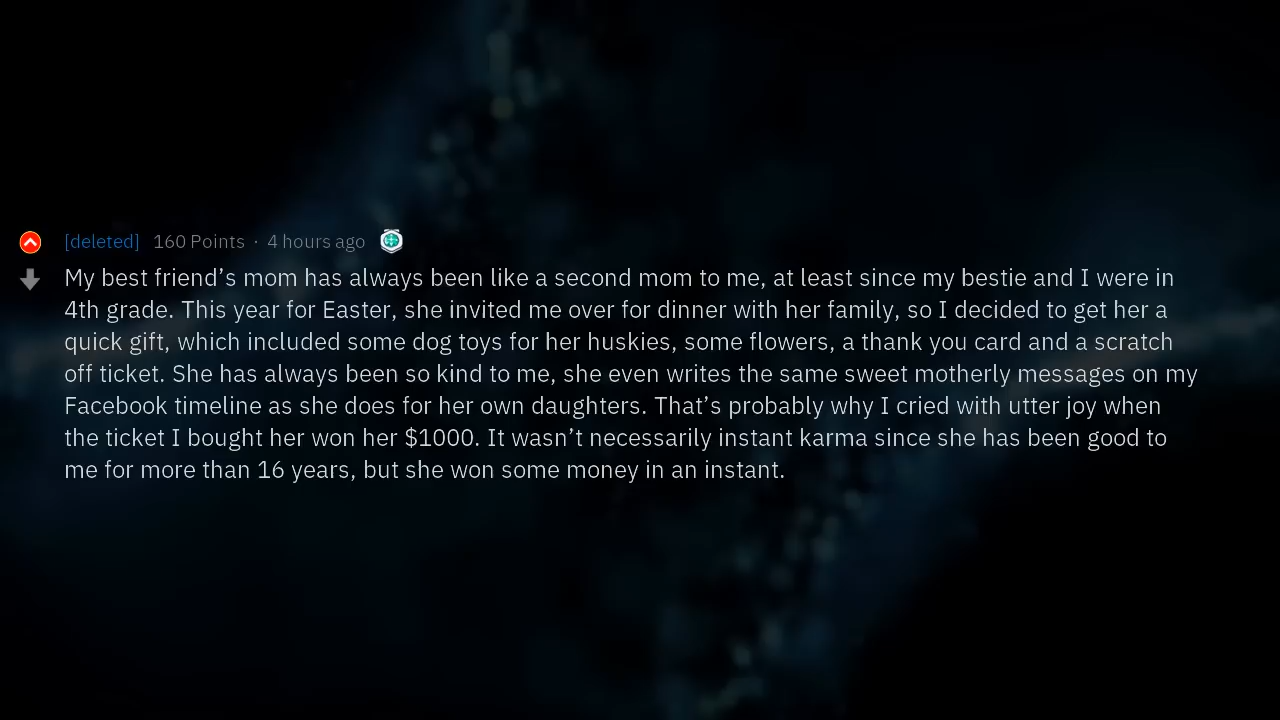 [deleted] 160 Points · 4 hours ago
My best friend’s mom has always been like a second mom to me, at least since my bestie and I were in
4th grade. This year for Easter, she invited me over for dinner with her family, so I decided to get her a
quick gift, which included some dog toys for her huskies, some flowers, a thank you card and a scratch
off ticket. She has always been so kind to me, she even writes the same sweet motherly messages on my
Facebook timeline as she does for her own daughters. That’s probably why I cried with utter joy when
the ticket I bought her won her $1000. It wasn’t necessarily instant karma since she has been good to
me for more than 16 years, but she won some money in an instant.